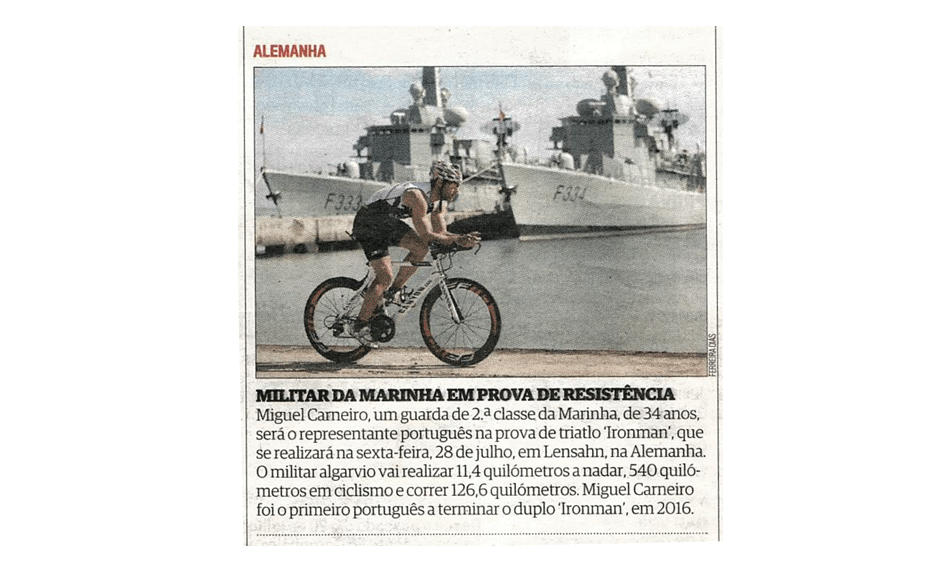 ALEMANHA
F333
F334
FERREIRA DIAS
MILITAR DA MARINHA EM PROVA DE RESISTÊNCIA
Miguel Carneiro, um guarda de 2.ª classe da Marinha, de 34 anos,
será o representante português na prova de triatlo ‘Ironman’, que
se realizará na sexta-feira, 28 de julho, em Lensahn, na Alemanha.
O militar algarvio vai realizar 11,4 quilómetros a nadar, 540 quiló-
metros em ciclismo e correr 126,6 quilómetros. Miguel Carneiro
foi o primeiro português a terminar o duplo ‘Ironman’, em 2016.